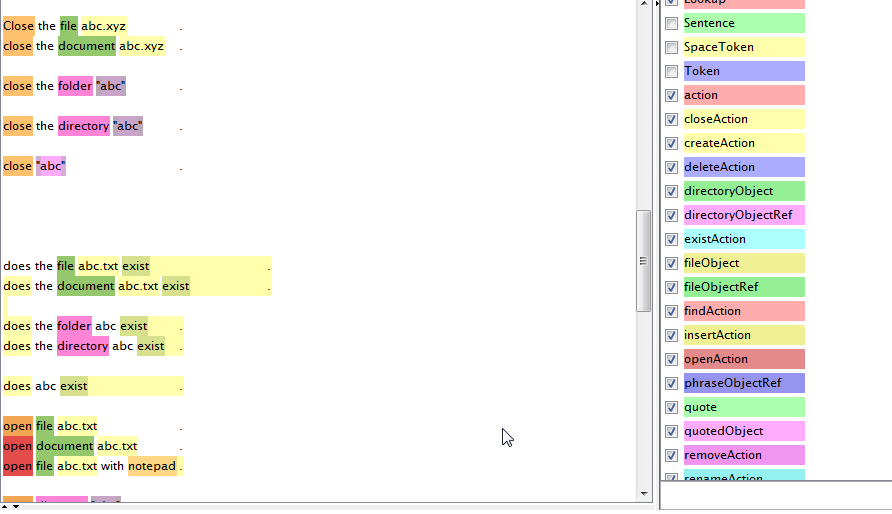 Close the file abc.xyz .
close the document abc.xyz .
close the folder "abc" .
close the directory "abc" .
close "abc" .
does the file abc.txt exist .
does the document abc.txt exist .
does the folder abc exist .
does the directory abc exist .
does abc exist .
open file abc.txt .
open document abc.txt .
open file abc.txt with notepad .
Lookup
Sentence
SpaceToken
Token
action
closeAction
createAction
deleteAction
directoryObject
directoryObjectRef
existAction
fileObject
fileObjectRef
findAction
insertAction
openAction
phraseObjectRef
quote
quotedObject
removeAction
renameAction